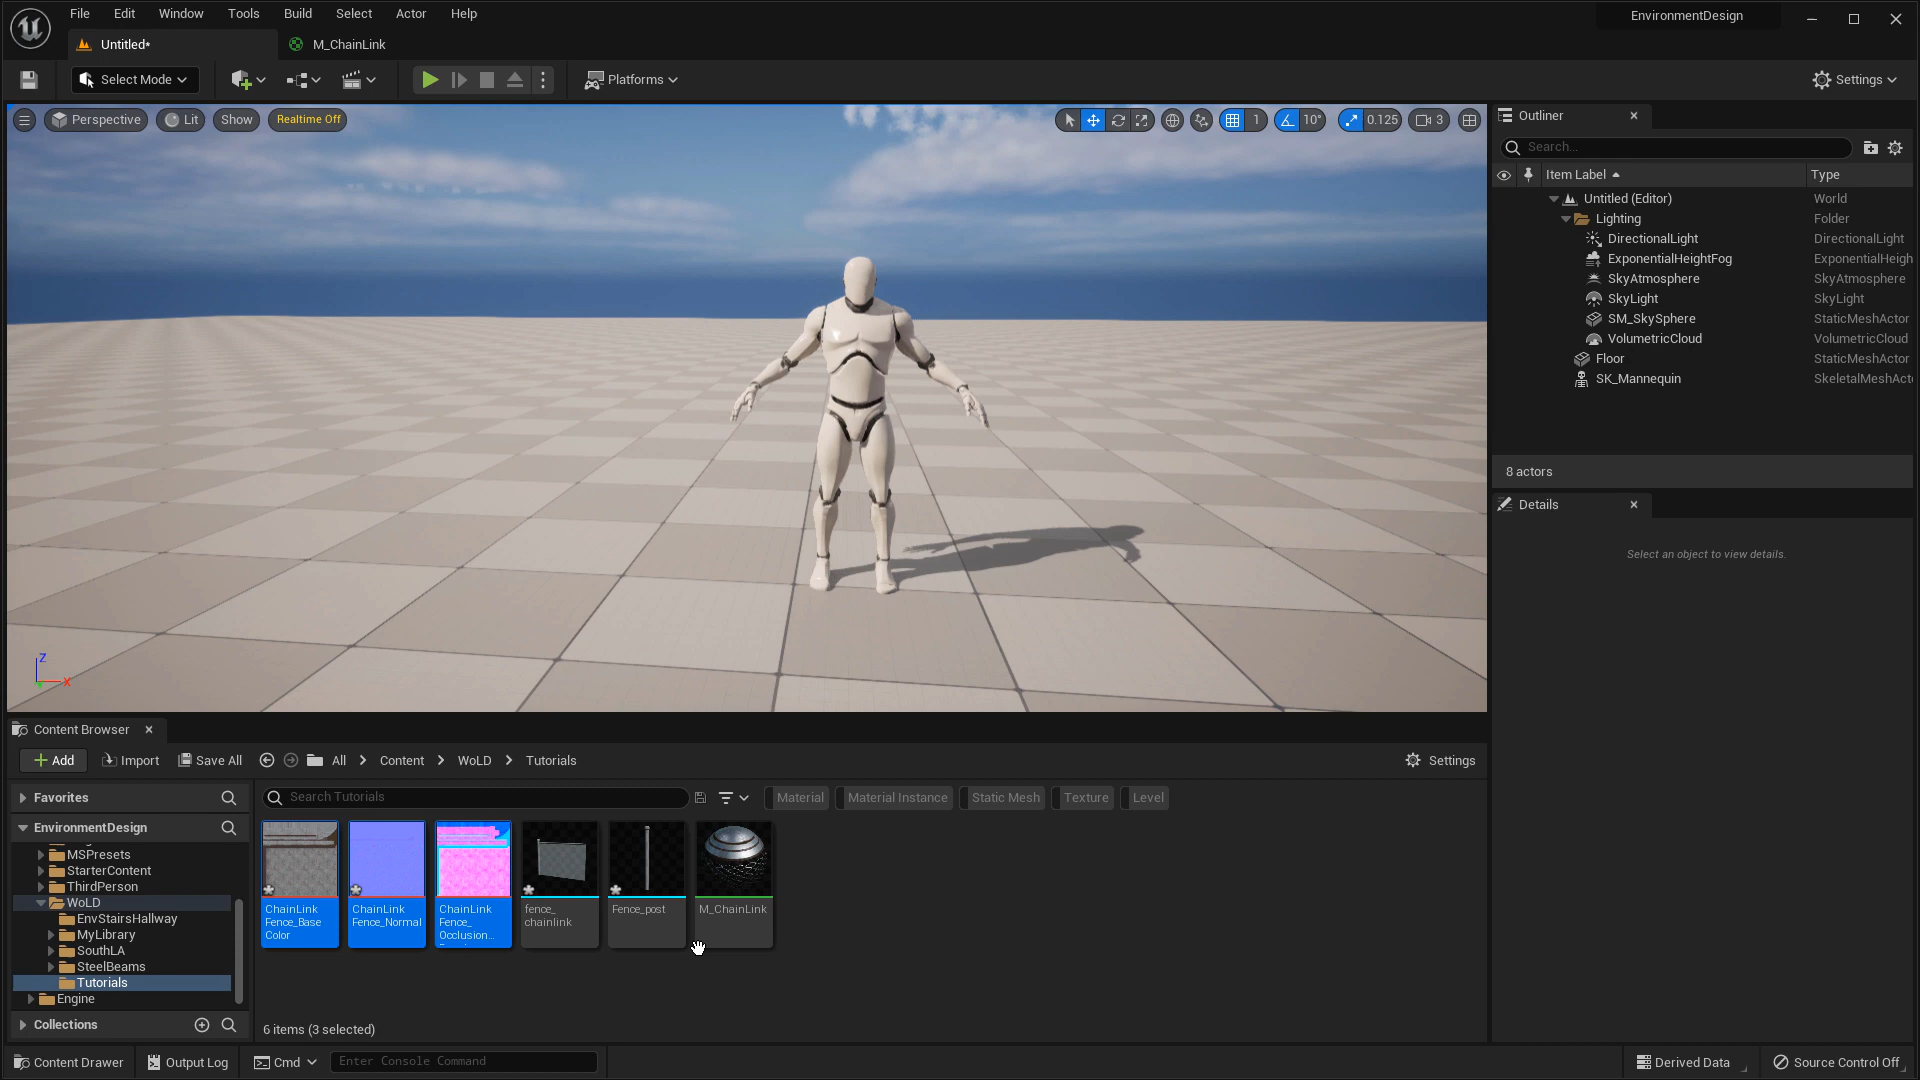 File Edit Window Tools Build Select Actor Help
EnvironmentDesign
Untitled* M_ChainLink
Select Mode Platforms Settings
Perspective Lit Show Realtime Off 1 10° 0.125 3
Outliner
Search...
Item Label Type
Untitled (Editor) World
Lighting Folder
DirectionalLight DirectionalLight
ExponentialHeightFog ExponentialHeigh
SkyAtmosphere SkyAtmosphere
SkyLight SkyLight
SM_SkySphere StaticMeshActor
VolumetricCloud VolumetricCloud
Floor StaticMeshActor
SK_Mannequin SkeletalMeshAct
8 actors
Details
Select an object to view details.
Z
X
Content Browser
Add Import Save All All Content WoLD Tutorials Settings
Favorites
Search Tutorials Material Material Instance Static Mesh Texture Level
EnvironmentDesign
MSPresets
StarterContent
ThirdPerson
WoLD
EnvStairsHallway
MyLibrary
SouthLA
SteelBeams
Tutorials
Engine
Collections
ChainLink
Fence_Base
Color
ChainLink
Fence_Normal
ChainLink
Fence_
Occlusion...
fence_
chainlink
Fence_post
M_ChainLink
6 items (3 selected)
Content Drawer Output Log Cmd Enter Console Command Derived Data Source Control Off